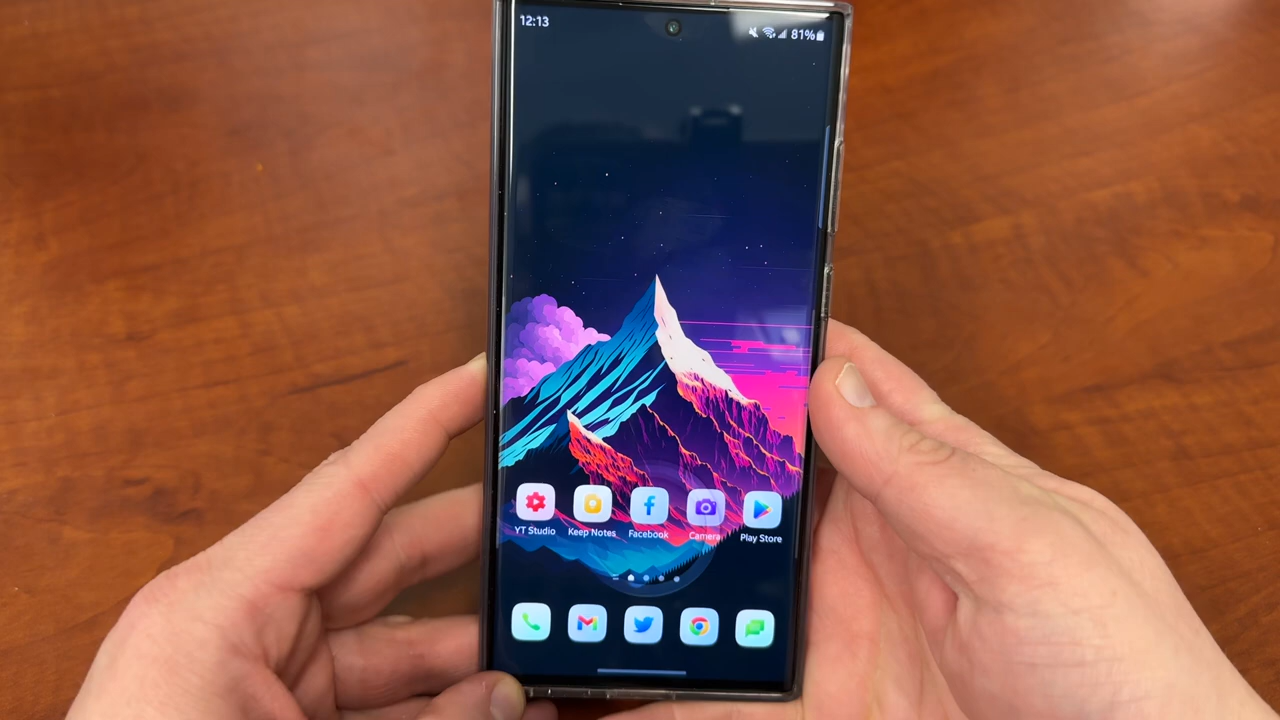 12:13
81%
YT Studio
Keep Notes
Facebook
Camera
Play Store